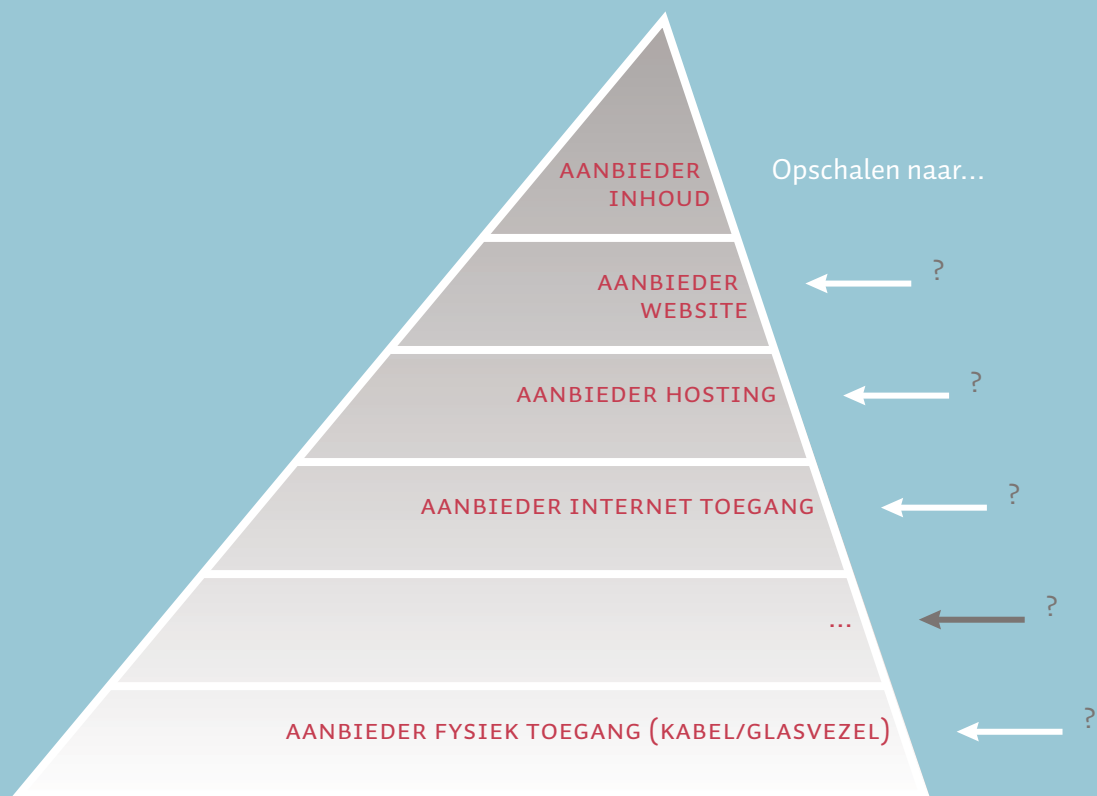 AANBIEDER
INHOUD
Opschalen naar...
AANBIEDER
WEBSITE
?
AANBIEDER HOSTING
?
AANBIEDER INTERNET TOEGANG
?
...
?
AANBIEDER FYSIEK TOEGANG (KABEL/GLASVEZEL)
?